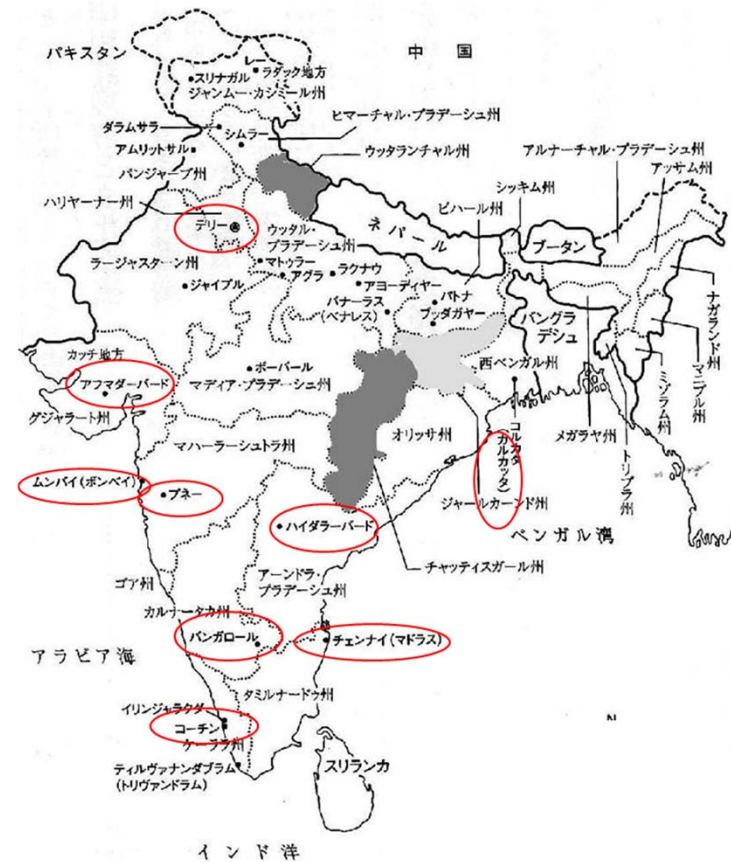 パキスタン
中国
レー
ラダック地方
スリナガル
ジャンムー・カシミール州
ダラムサラ
シムラー
ヒマーチャル・プラデーシュ州
アムリットサル
ウッタランチャル州
アルナーチャル・プラデーシュ州
アッサム州
パンジャーブ州
シッキム州
ハリヤーナー州
ビハール州
デリー
ウッタル・
プラデーシュ州
ネパール
ブータン
ラージャスターン州
マトゥラー
アグラ
ラクナウ
アヨーディヤー
ジャイプル
バナーラス
(ベナレス)
パトナ
ブッダガヤー
バングラ
デシュ
ナガランド州
マニプル州
ミゾラム州
トリプラ州
メガラヤ州
カッチ地方
アフマダーバード
グジャラート州
ボーパール
マディア・プラデーシュ州
西ベンガル州
コルカタ
(カルカッタ)
マハーラーシュトラ州
オリッサ州
ジャールカーンド州
ムンバイ(ボンベイ)
プネー
ハイダラーバード
ベンガル湾
チャッティスガール州
ゴア州
アーンドラ・
プラデーシュ州
カルナータカ州
バンガロール
チェンナイ(マドラス)
アラビア海
タミルナードゥ州
イリンジャラクダ
コーチン
ケーララ州
ティルヴァナンダプラム
(トリヴァンドラム)
スリランカ
インド洋